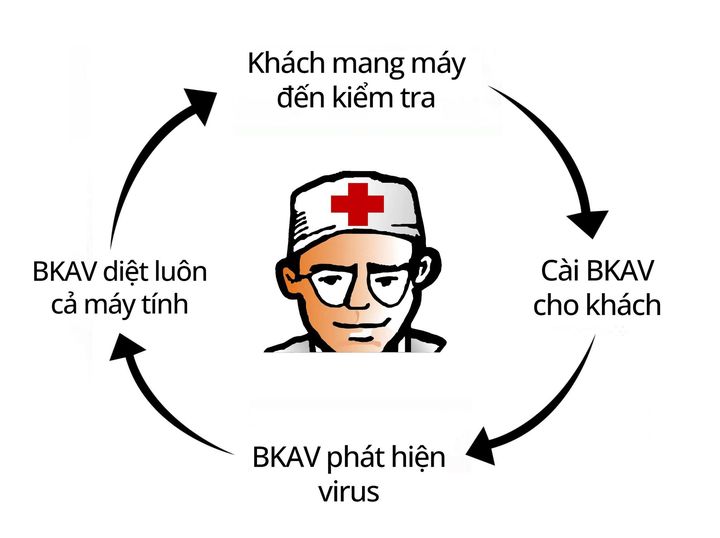 Khách mang máy
đến kiểm tra
Cài BKAV
cho khách
BKAV phát hiện
virus
BKAV diệt luôn
cả máy tính